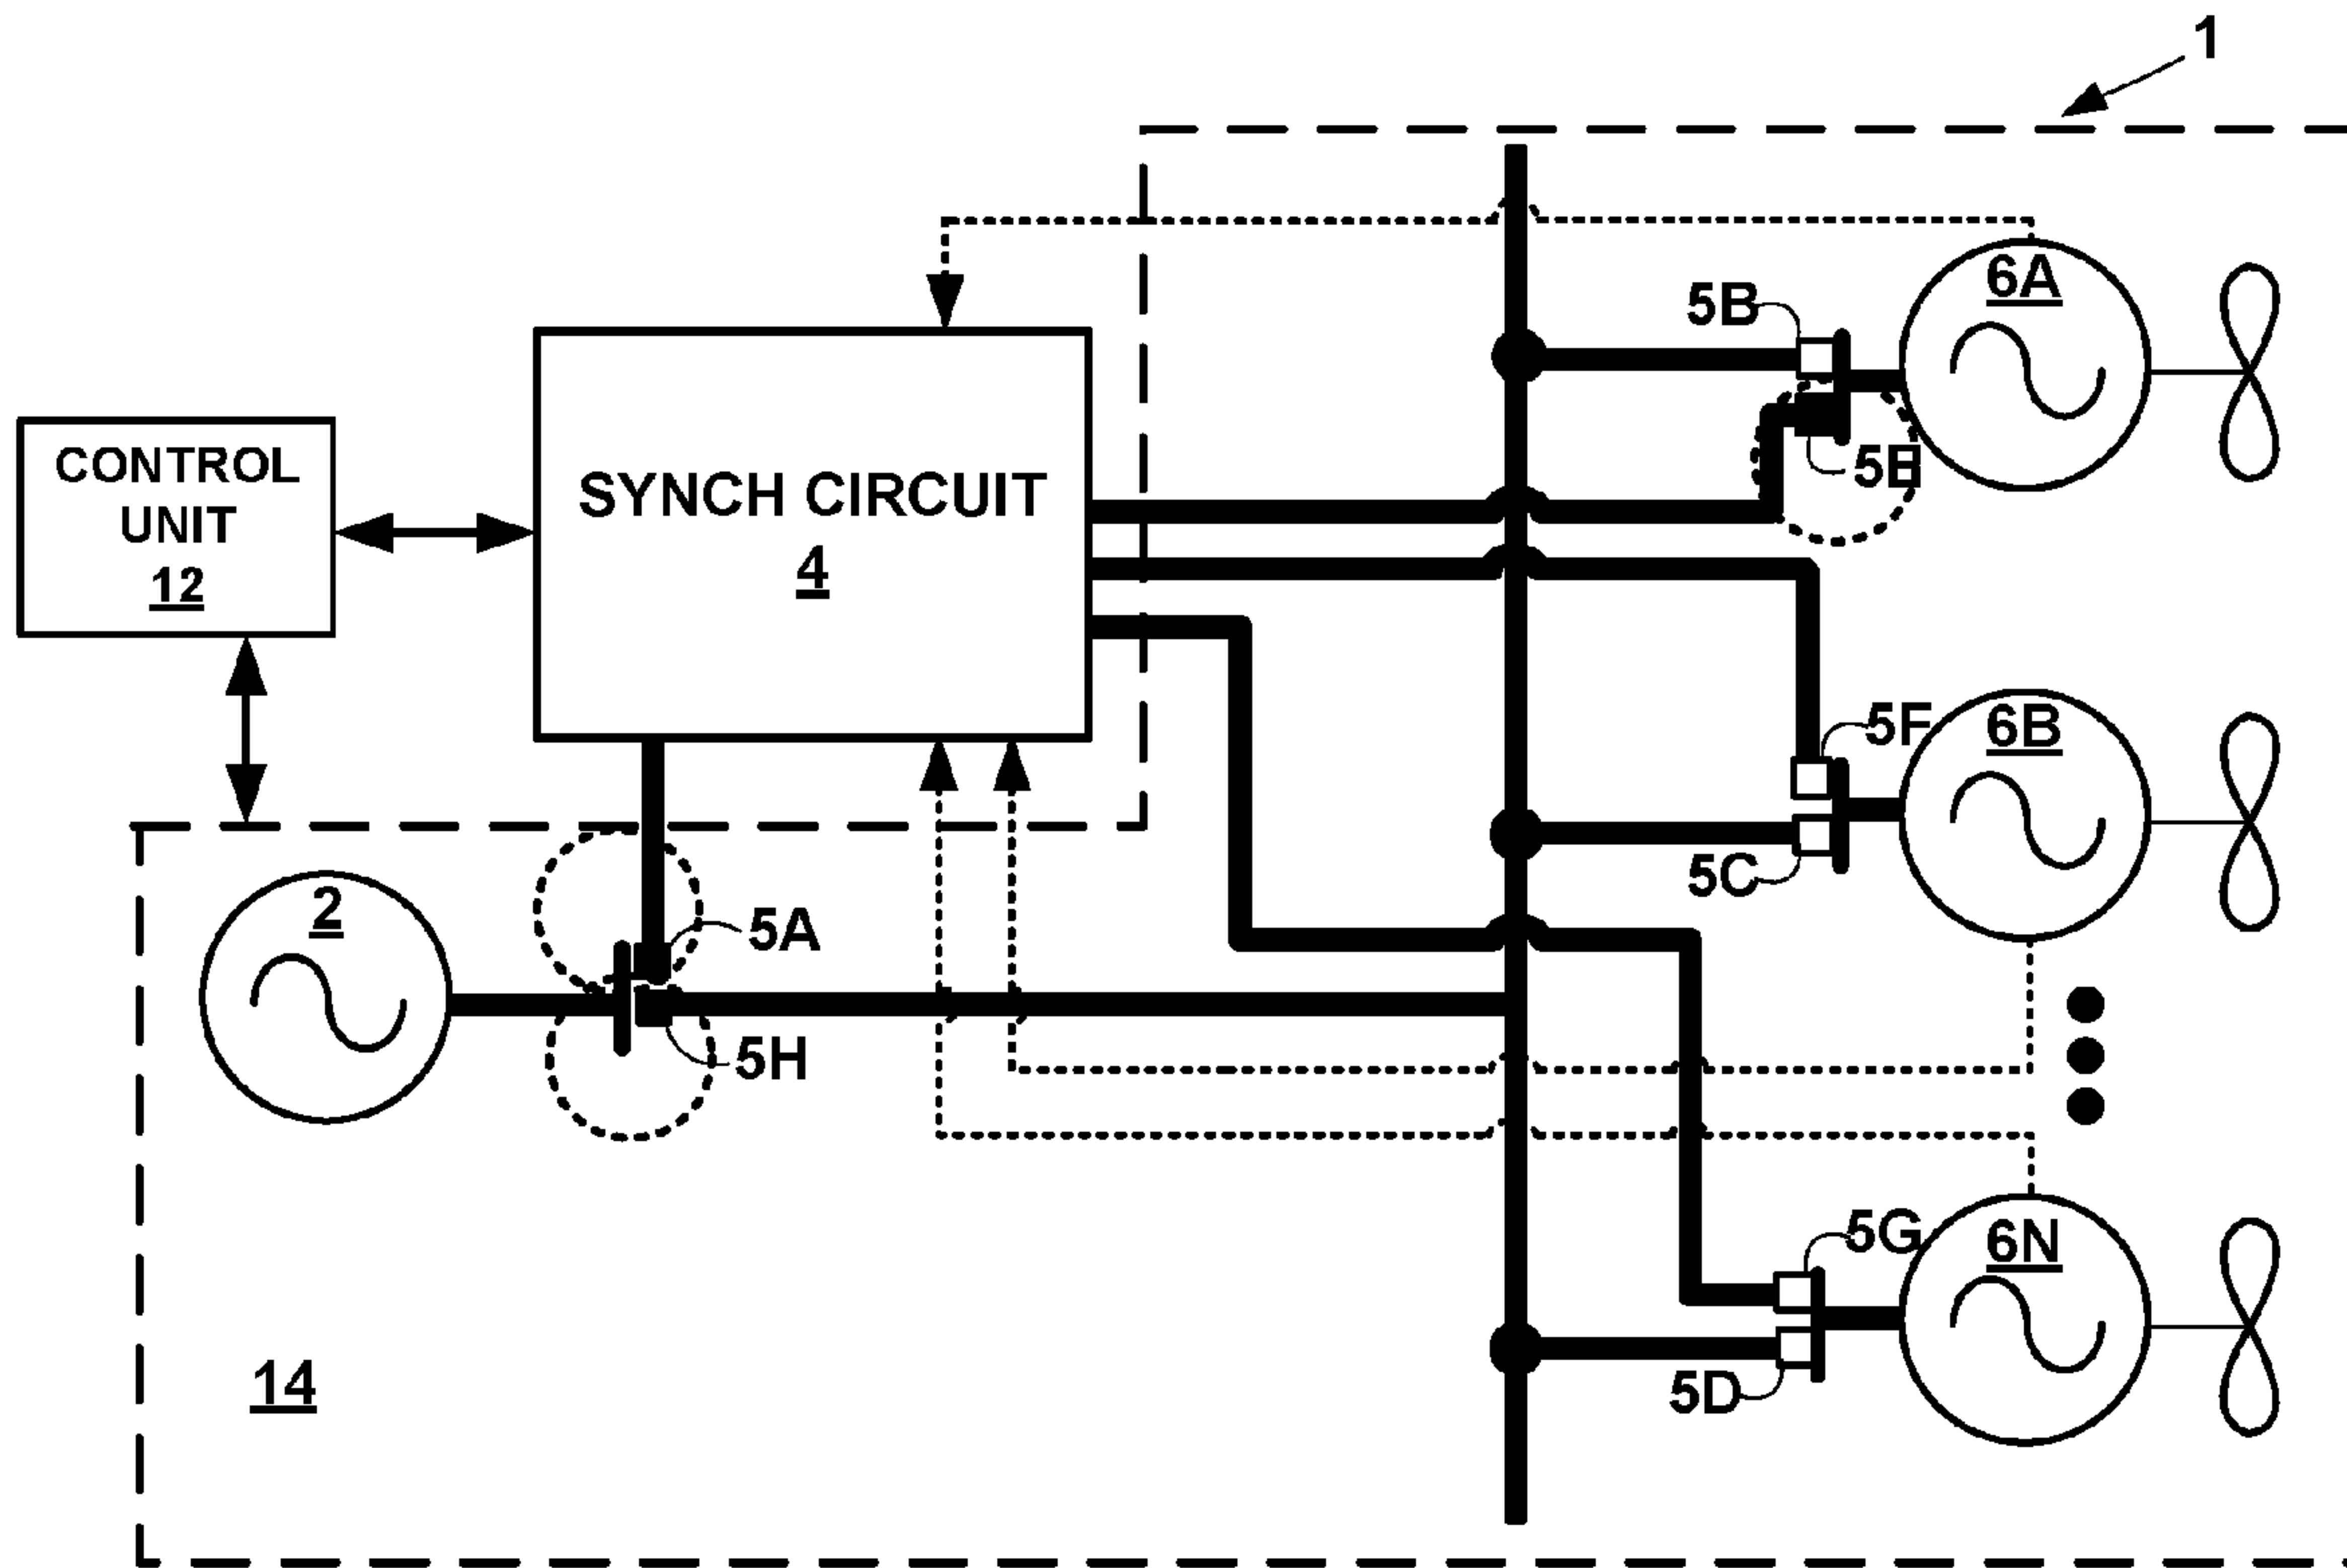 1
6A
5B
5E
CONTROL
UNIT
12
SYNCH CIRCUIT
4
5F
6B
5C
2
5A
5H
5G
6N
5D
14